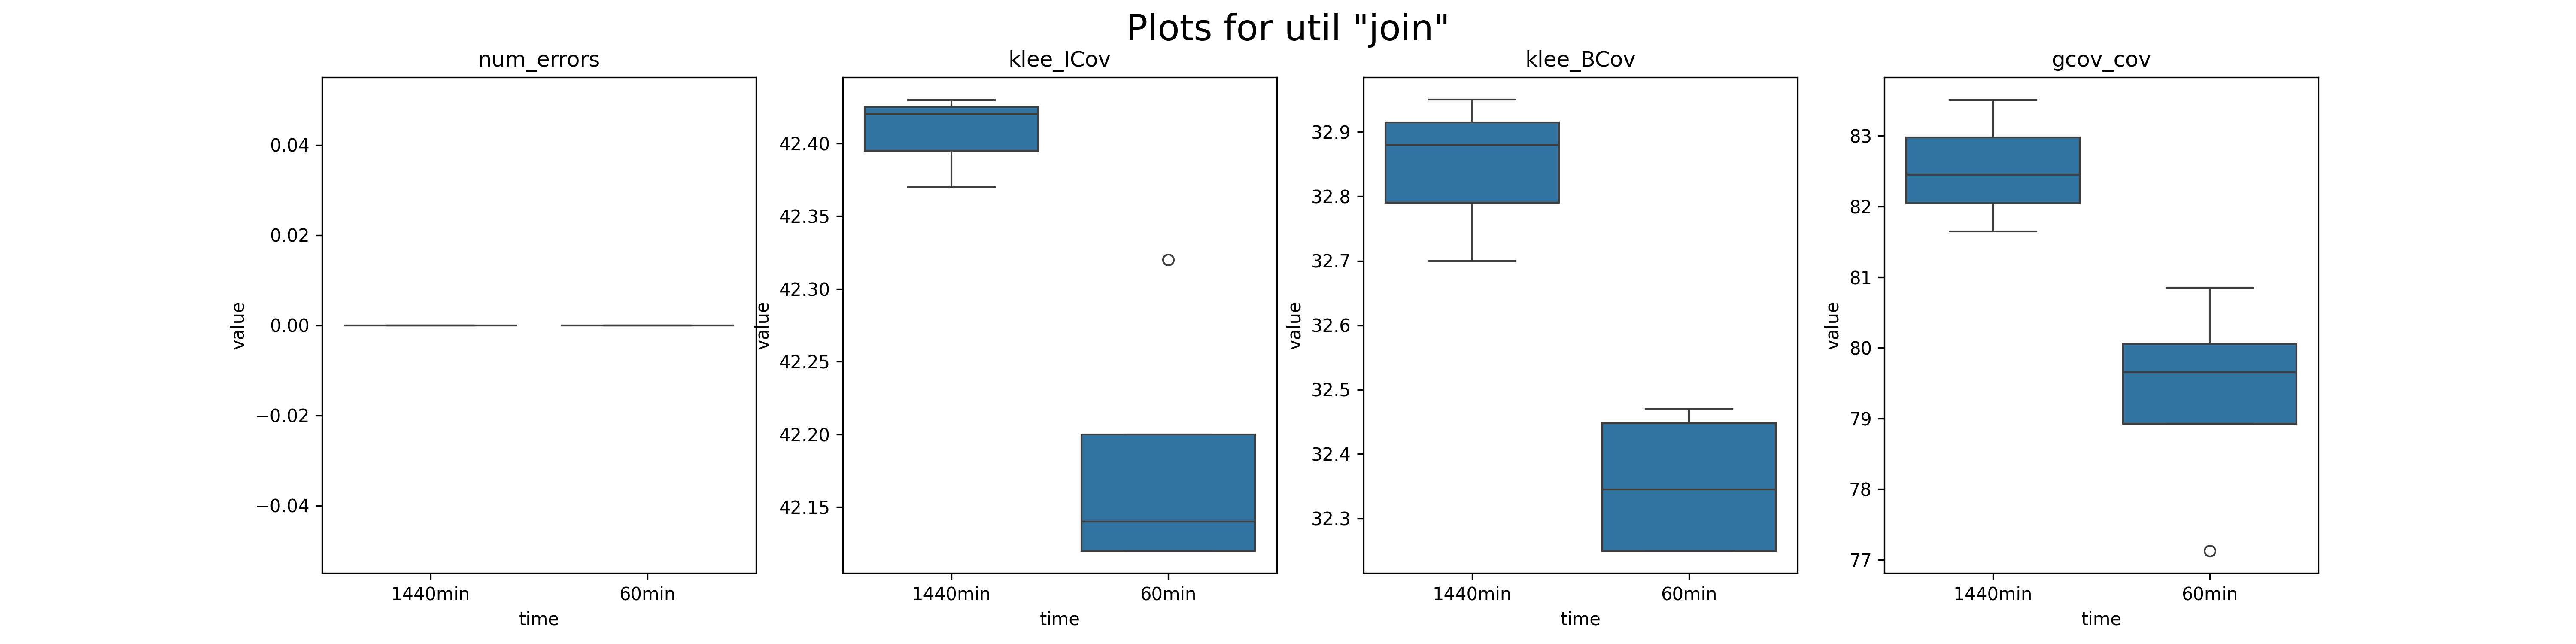 Plots for util "join"
num_errors
0.04
0.02
0.00
−0.02
−0.04
value
1440min
60min
time
klee_ICov
42.40
42.35
42.30
42.25
42.20
42.15
value
1440min
60min
time
klee_BCov
32.9
32.8
32.7
32.6
32.5
32.4
32.3
value
1440min
60min
time
gcov_cov
83
82
81
80
79
78
77
value
1440min
60min
time